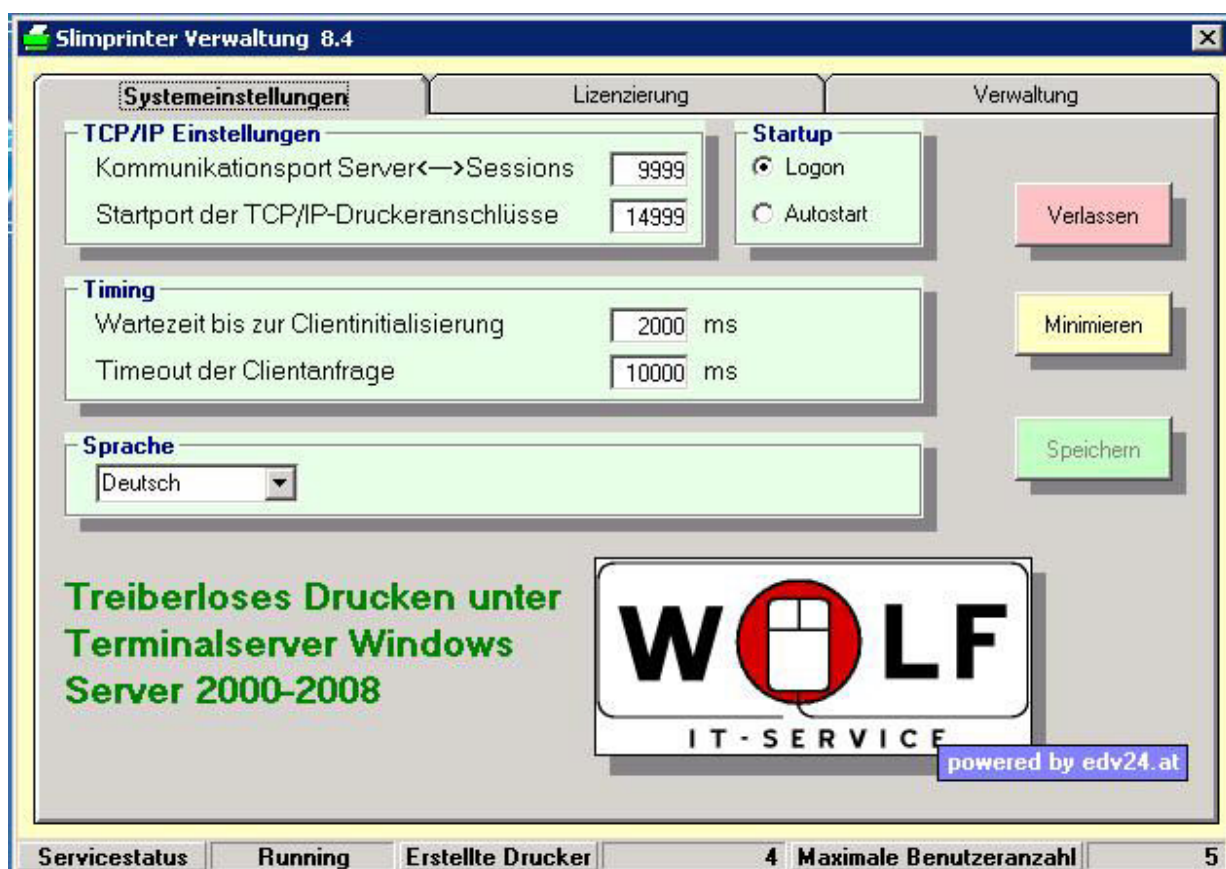 Slimprinter Verwaltung 8.4
Systemeinstellungen
Lizenzierung
Verwaltung
TCP/IP Einstellungen
Kommunikationsport Server<—>Sessions 9999
Startport der TCP/IP-Druckeranschlüsse 14999
Startup
Logon
Autostart
Verlassen
Timing
Wartezeit bis zur Clientinitialisierung 2000 ms
Timeout der Clientanfrage 10000 ms
Minimieren
Sprache
Deutsch
Speichern
Treiberloses Drucken unter
Terminalserver Windows
Server 2000-2008
WOLF
IT-SERVICE
powered by edv24.at
Servicestatus Running Erstellte Drucker 4 Maximale Benutzeranzahl 5